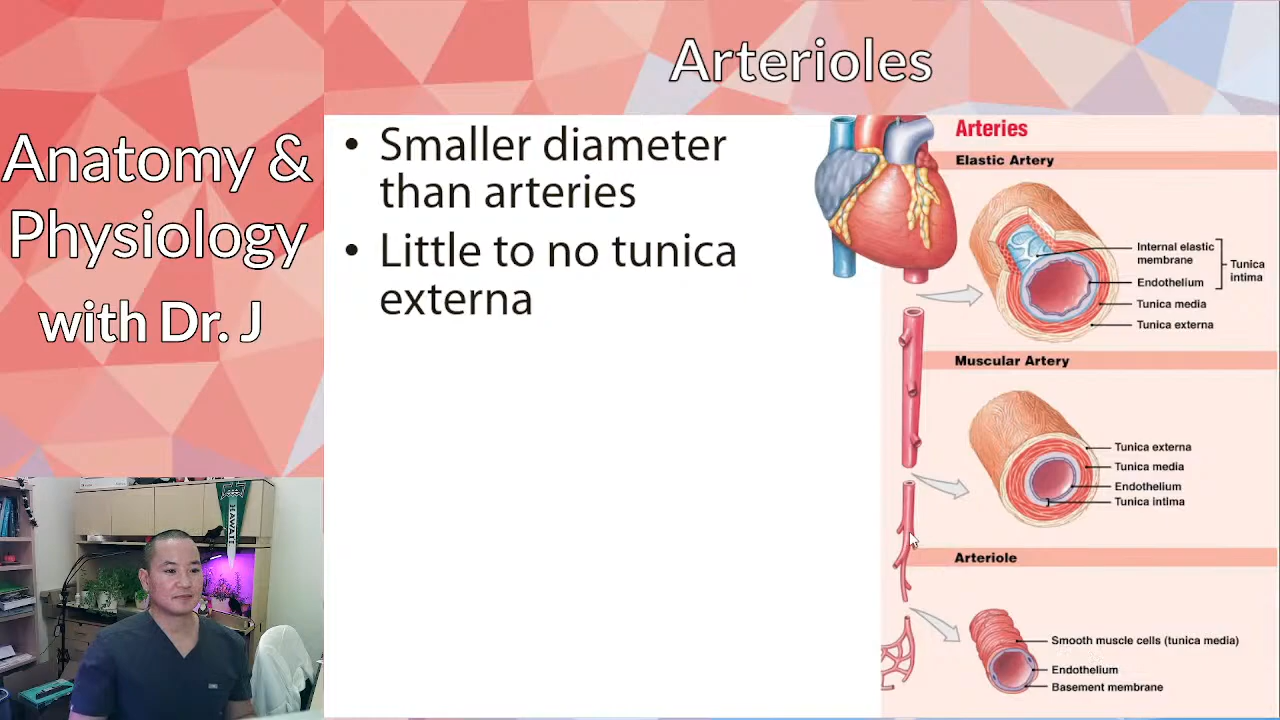 Anatomy &
Physiology
with Dr. J
HAWAI'I
Arterioles
• Smaller diameter
than arteries
• Little to no tunica
externa
Arteries
Elastic Artery
Internal elastic
membrane
Endothelium
Tunica
intima
Tunica media
Tunica externa
Muscular Artery
Tunica externa
Tunica media
Endothelium
Tunica intima
Arteriole
Smooth muscle cells (tunica media)
Endothelium
Basement membrane